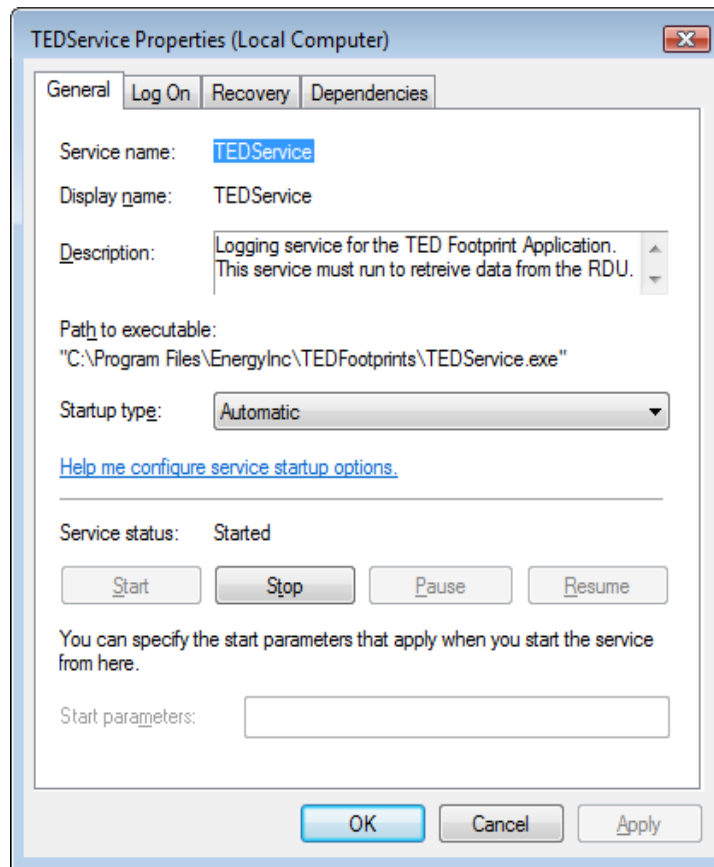 TEDService Properties (Local Computer)
General Log On Recovery Dependencies
Service name: TEDService
Display name: TEDService
Description: Logging service for the TED Footprint Application.
This service must run to retreive data from the RDU.
Path to executable:
"C:\Program Files\EnergyInc\TEDFootprints\TEDService.exe"
Startup type: Automatic
Help me configure service startup options.
Service status: Started
Start Stop Pause Resume
You can specify the start parameters that apply when you start the service
from here.
Start parameters:
OK Cancel Apply